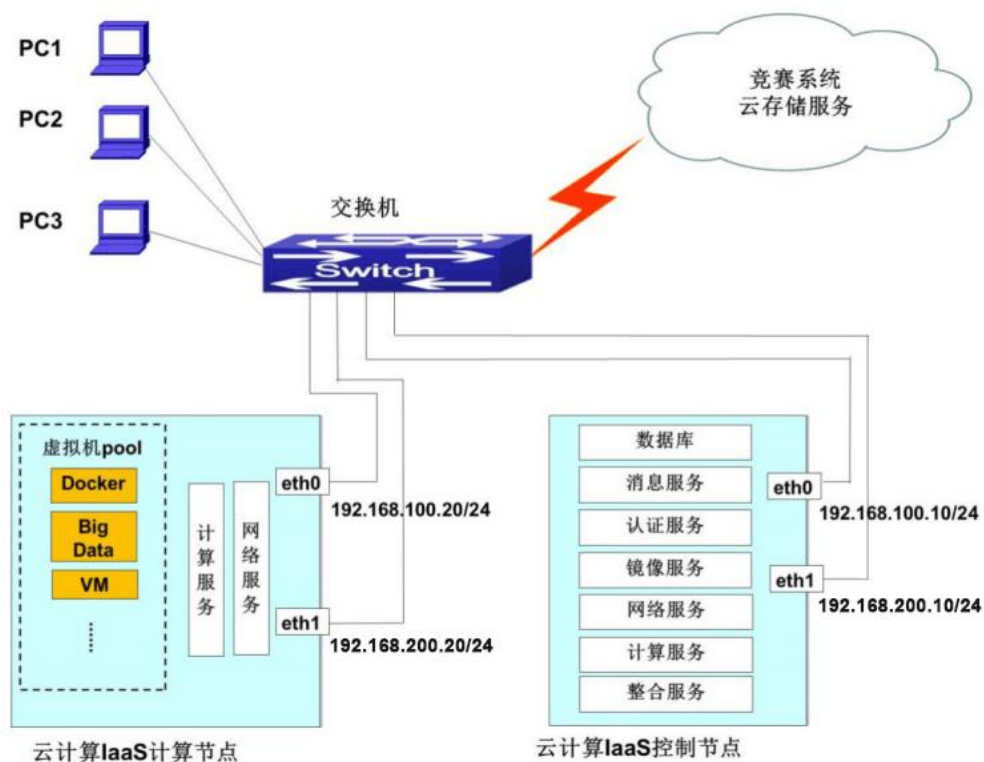 PC1
PC2
PC3
竞赛系统
云存储服务
交换机
Switch
虚拟机pool
Docker
Big
Data
VM
......
计算服务
网络服务
eth0
192.168.100.20/24
eth1
192.168.200.20/24
云计算IaaS计算节点
数据库
消息服务
认证服务
镜像服务
网络服务
计算服务
整合服务
eth0
192.168.100.10/24
eth1
192.168.200.10/24
云计算IaaS控制节点